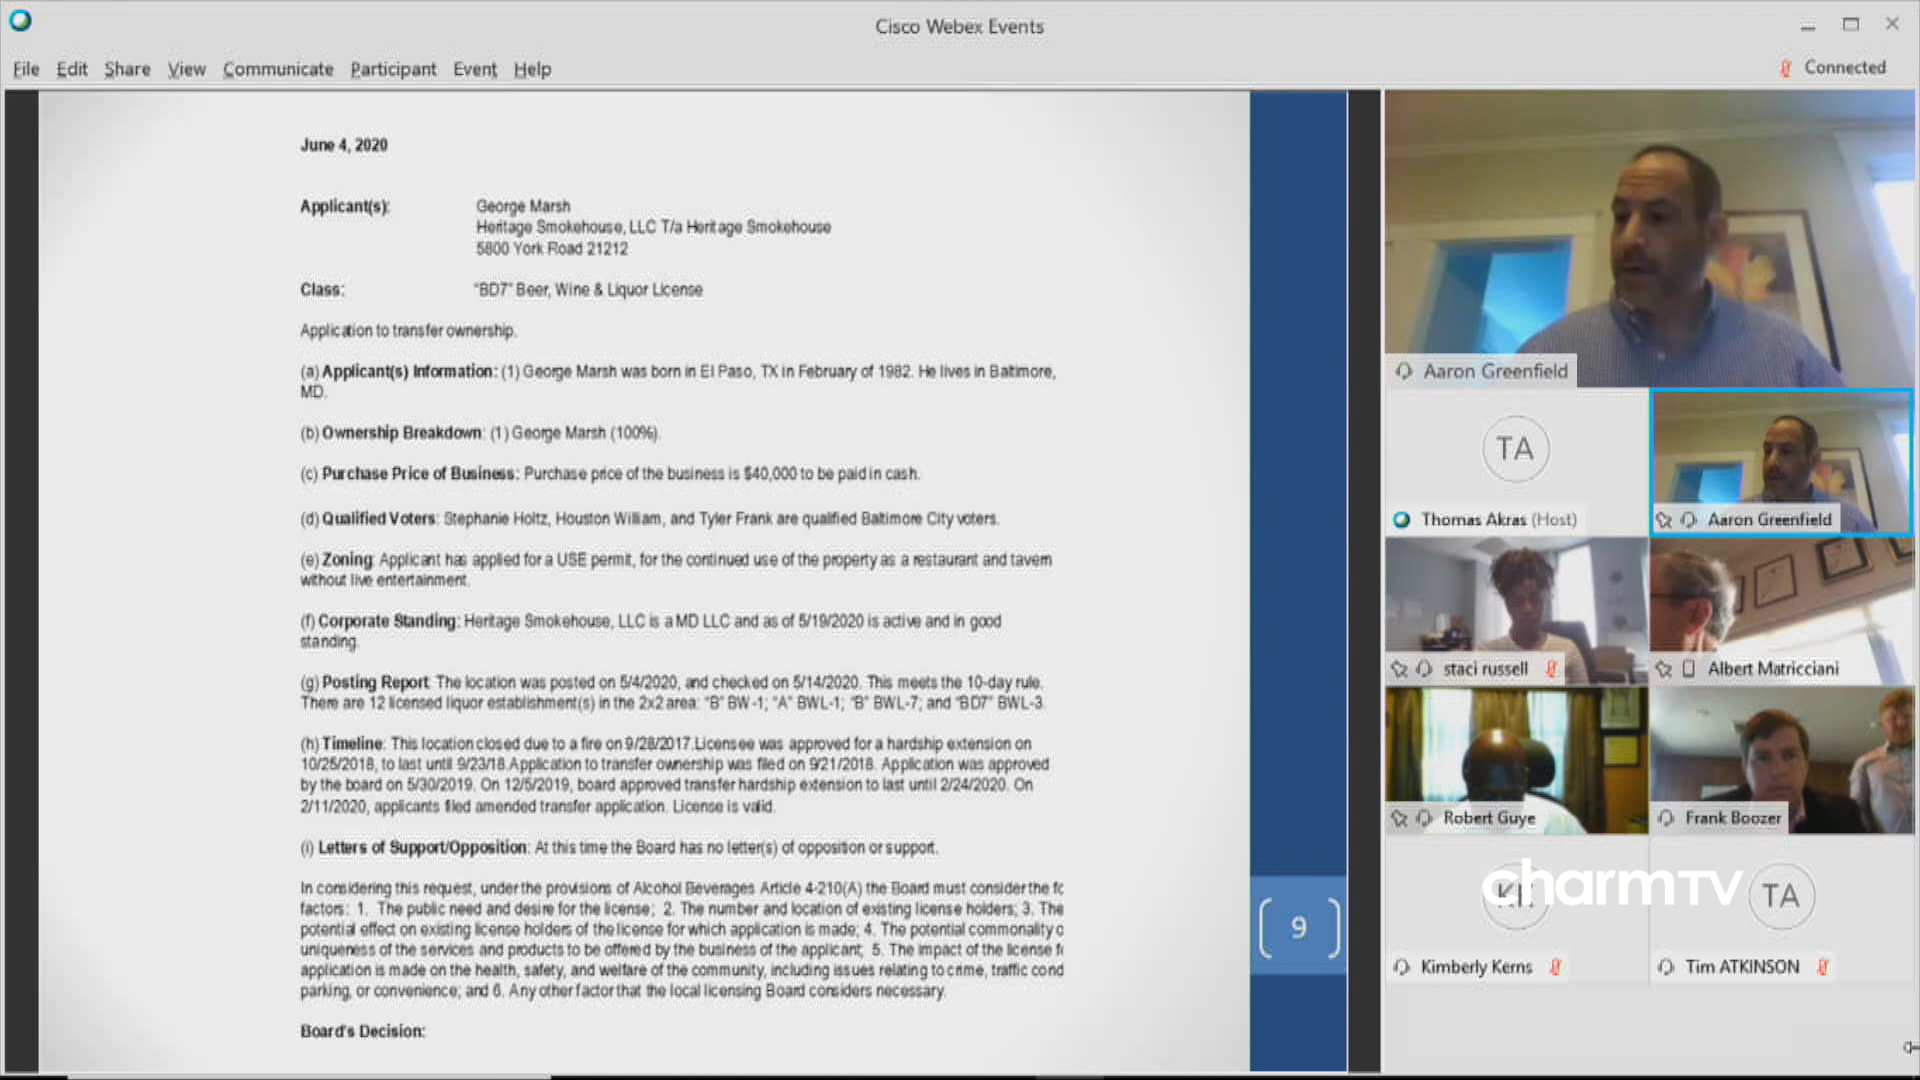 Cisco Webex Events
File Edit Share View Communicate Participant Event Help
Connected
June 4, 2020
Applicant(s): George Marsh
Heritage Smokehouse, LLC T/a Heritage Smokehouse
5800 York Road 21212
Class: "BD7" Beer, Wine & Liquor License
Application to transfer ownership.
(a) Applicant(s) Information: (1) George Marsh was born in El Paso, TX in February of 1982. He lives in Baltimore,
MD.
(b) Ownership Breakdown: (1) George Marsh (100%).
(c) Purchase Price of Business: Purchase price of the business is $40,000 to be paid in cash.
(d) Qualified Voters: Stephanie Holtz, Houston William, and Tyler Frank are qualified Baltimore City voters.
(e) Zoning: Applicant has applied for a USE permit, for the continued use of the property as a restaurant and tavern
without live entertainment.
(f) Corporate Standing: Heritage Smokehouse, LLC is a MD LLC and as of 5/19/2020 is active and in good
standing.
(g) Posting Report: The location was posted on 5/4/2020, and checked on 5/14/2020. This meets the 10-day rule.
There are 12 licensed liquor establishment(s) in the 2x2 area: "B" BW-1; "A" BWL-1; "B" BWL-7; and "BD7" BWL-3.
(h) Timeline: This location closed due to a fire on 9/28/2017.Licensee was approved for a hardship extension on
10/25/2018, to last until 9/23/18.Application to transfer ownership was filed on 9/21/2018. Application was approved
by the board on 5/30/2019. On 12/5/2019, board approved transfer hardship extension to last until 2/24/2020. On
2/11/2020, applicants filed amended transfer application. License is valid.
(i) Letters of Support/Opposition: At this time the Board has no letter(s) of opposition or support.
In considering this request, under the provisions of Alcohol Beverages Article 4-210(A) the Board must consider the fo
factors: 1. The public need and desire for the license; 2. The number and location of existing license holders; 3. The
potential effect on existing license holders of the license for which application is made; 4. The potential commonality o
uniqueness of the services and products to be offered by the business of the applicant; 5. The impact of the license fo
application is made on the health, safety, and welfare of the community, including issues relating to crime, traffic cond
parking, or convenience; and 6. Any other factor that the local licensing Board considers necessary.
Board's Decision:
9
Aaron Greenfield
TA
Thomas Akras (Host)
Aaron Greenfield
staci russell
Albert Matricciani
Robert Guye
Frank Boozer
KK
charmTV
TA
Kimberly Kerns
Tim ATKINSON